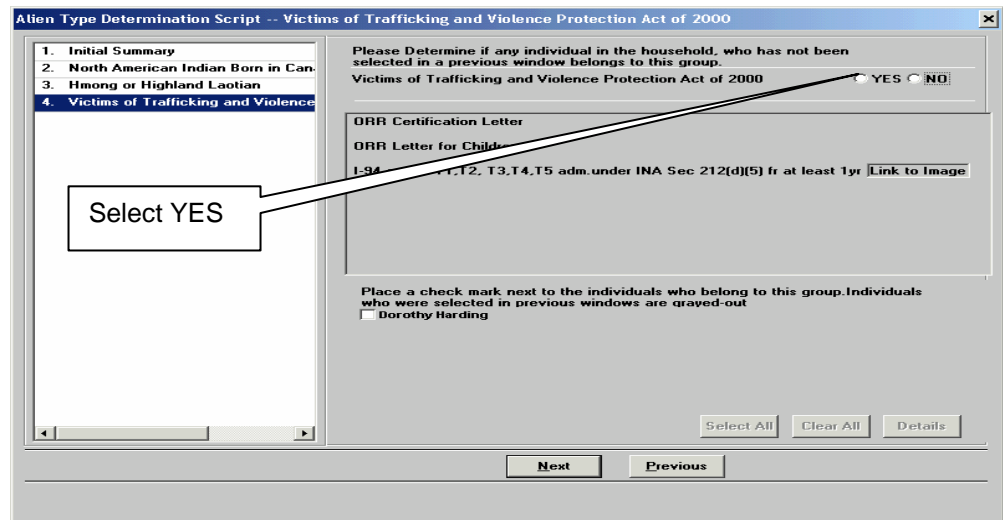 Alien Type Determination Script -- Victims of Trafficking and Violence Protection Act of 2000
1. Initial Summary
2. North American Indian Born in Can-
3. Hmong or Highland Laotian
4. Victims of Trafficking and Violence
Please Determine if any individual in the household, who has not been
selected in a previous window belongs to this group.
Victims of Trafficking and Violence Protection Act of 2000 YES NO
ORR Certification Letter
ORR Letter for Children
I-94 T1,T2, T3,T4,T5 adm.under INA Sec 212(d)(5) fr at least 1yr Link to Image
Select YES
Place a check mark next to the individuals who belong to this group.Individuals
who were selected in previous windows are grayed-out
Dorothy Harding
Select All Clear All Details
Next Previous